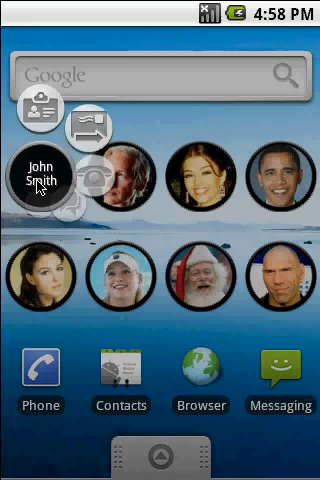 4:58 PM
Google
John
Smith
Phone
Contacts
Browser
Messaging